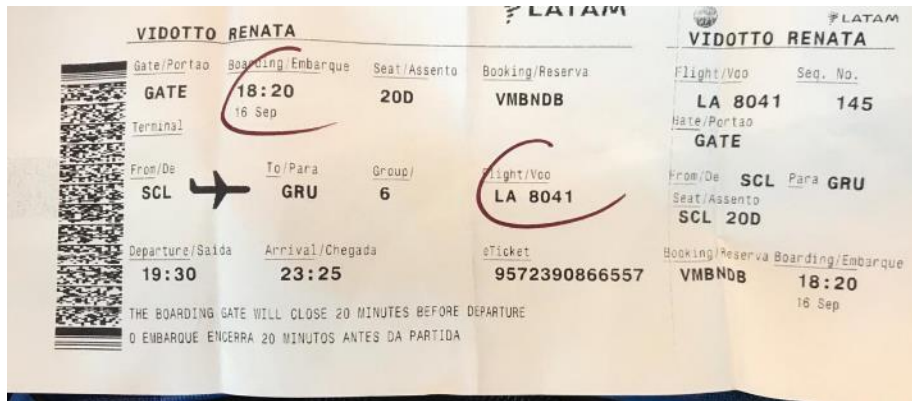 LATAM
VIDOTTO RENATA
Gate/Portao Boarding/Embarque Seat/Assento Booking/Reserva
GATE 18:20 20D VMBNDB
16 Sep
Terminal
From/De To/Para Group/ Flight/Voo
SCL GRU 6 LA 8041
Departure/Saida Arrival/Chegada eTicket
19:30 23:25 9572390866557
THE BOARDING GATE WILL CLOSE 20 MINUTES BEFORE DEPARTURE
O EMBARQUE ENCERRA 20 MINUTOS ANTES DA PARTIDA
LATAM
VIDOTTO RENATA
Flight/Voo Seq. No.
LA 8041 145
Gate/Portao
GATE
From/De SCL Para GRU
Seat/Assento
SCL 20D
Booking/Reserva Boarding/Embarque
VMBNDB 18:20
16 Sep